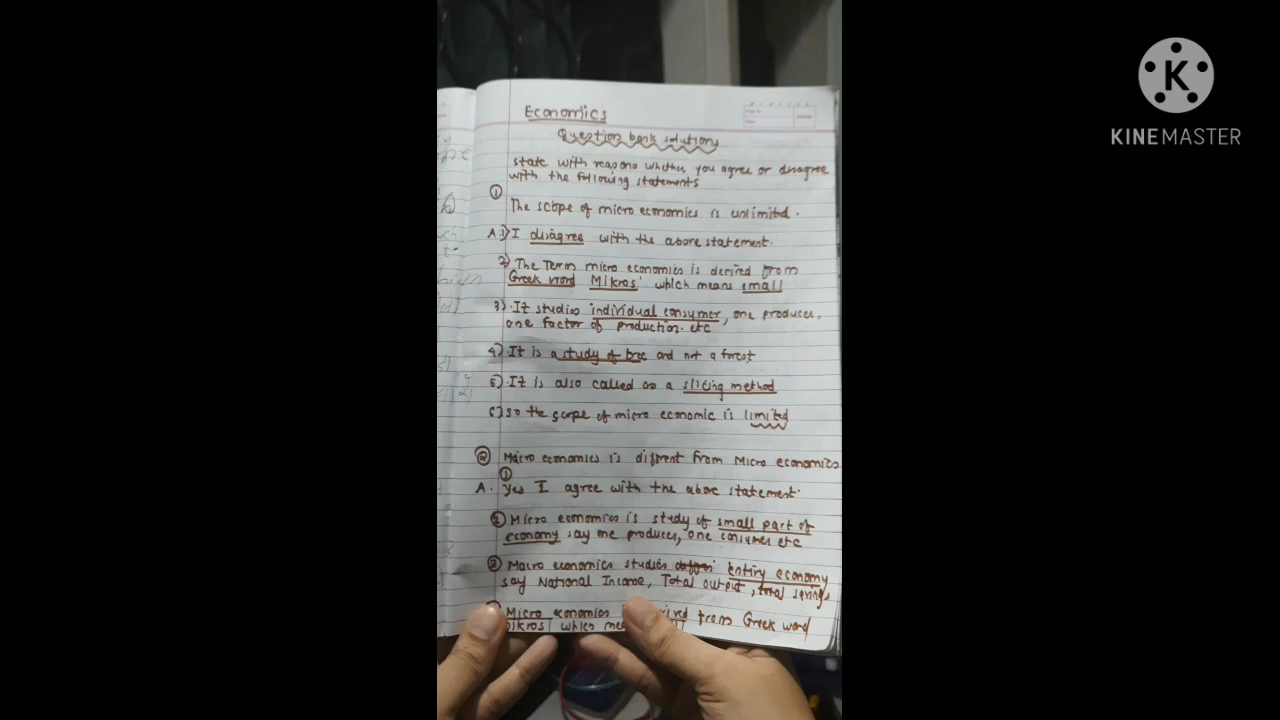 Economics
Question bank solutions
state with reasons whether you agree or disagree
with the following statements
①
The scope of micro economics is unlimited.
A.1) I disagree with the above statement.
2) The Term micro economics is derived from
Greek word Mikros' which means small
3) It studies individual consumer, one produces,
one factor of production. etc
4) It is a study of tree and not a forest
5) It is also called as a slicing method
6) so the scope of micro economic is limited
② Macro economics is different from Micro economics
①
A. Yes I agree with the above statement.
② Micro economics is study of small part of
economy say one produces, one consumer etc
③ Macro economics studies entiry economy
say National Income, Total output, total savings
Micro economics from Greek word
Mikros' which
K
KINEMASTER